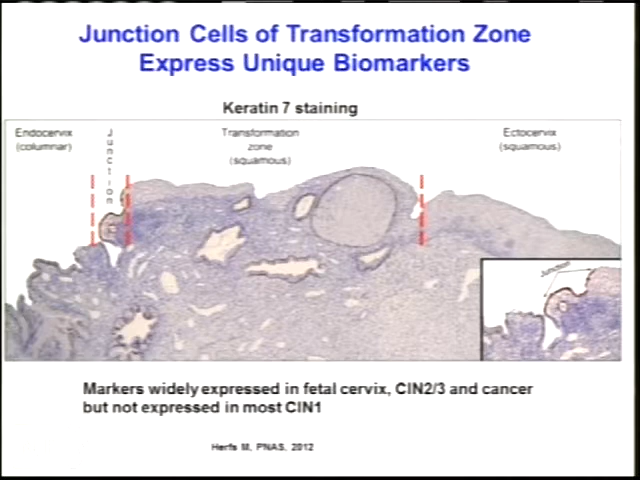 Junction Cells of Transformation Zone
Express Unique Biomarkers
Keratin 7 staining
Endocervix
(columnar)
Junction
Transformation
zone
(squamous)
Ectocervix
(squamous)
Junction
Markers widely expressed in fetal cervix, CIN2/3 and cancer
but not expressed in most CIN1
Herfs M, PNAS, 2012